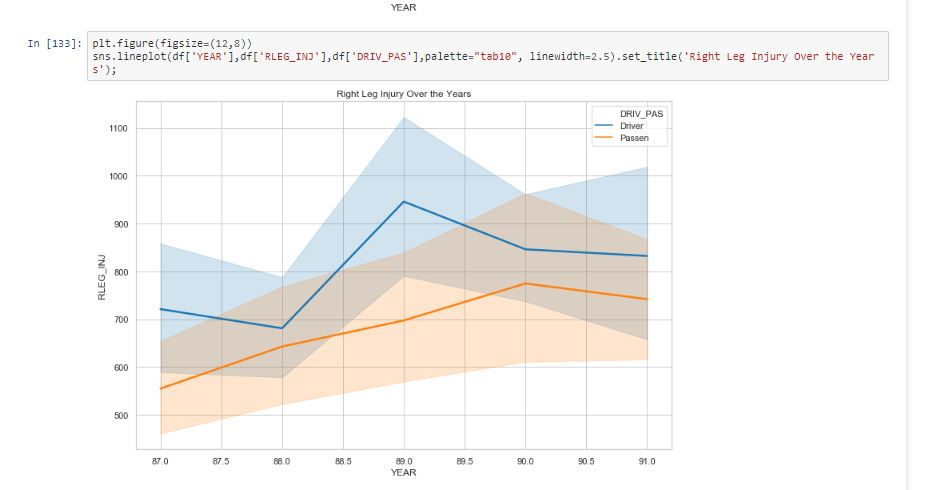 YEAR
In [133]: plt.figure(figsize=(12,8))
sns.lineplot(df['YEAR'],df['RLEG_INJ'],df['DRIV_PAS'],palette="tab10", linewidth=2.5).set_title('Right Leg Injury Over the Year
s');
Right Leg Injury Over the Years
DRIV_PAS
Driver
Passen
1100
1000
900
800
700
600
500
RLEG_INJ
87.0 87.5 88.0 88.5 89.0 89.5 90.0 90.5 91.0
YEAR